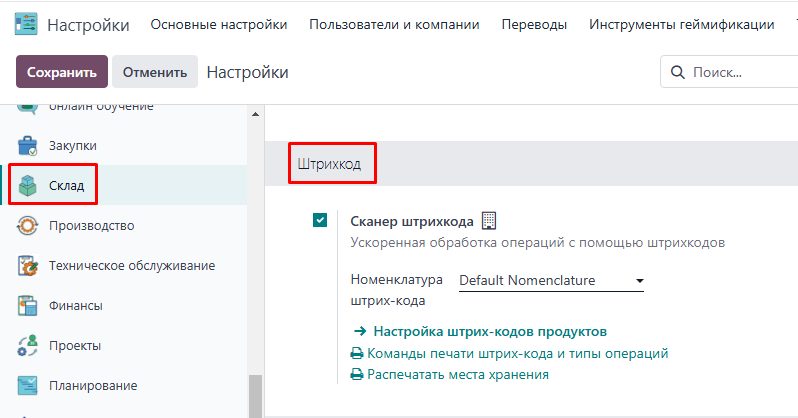 Настройки Основные настройки Пользователи и компании Переводы Инструменты геймификации
Сохранить Отменить Настройки Поиск...
онлайн обучение
Закупки
Склад
Производство
Техническое обслуживание
Финансы
Проекты
Планирование
Штрихкод
Сканер штрихкода
Ускоренная обработка операций с помощью штрихкодов
Номенклатура штрих-кода Default Nomenclature
Настройка штрих-кодов продуктов
Команды печати штрих-кода и типы операций
Распечатать места хранения